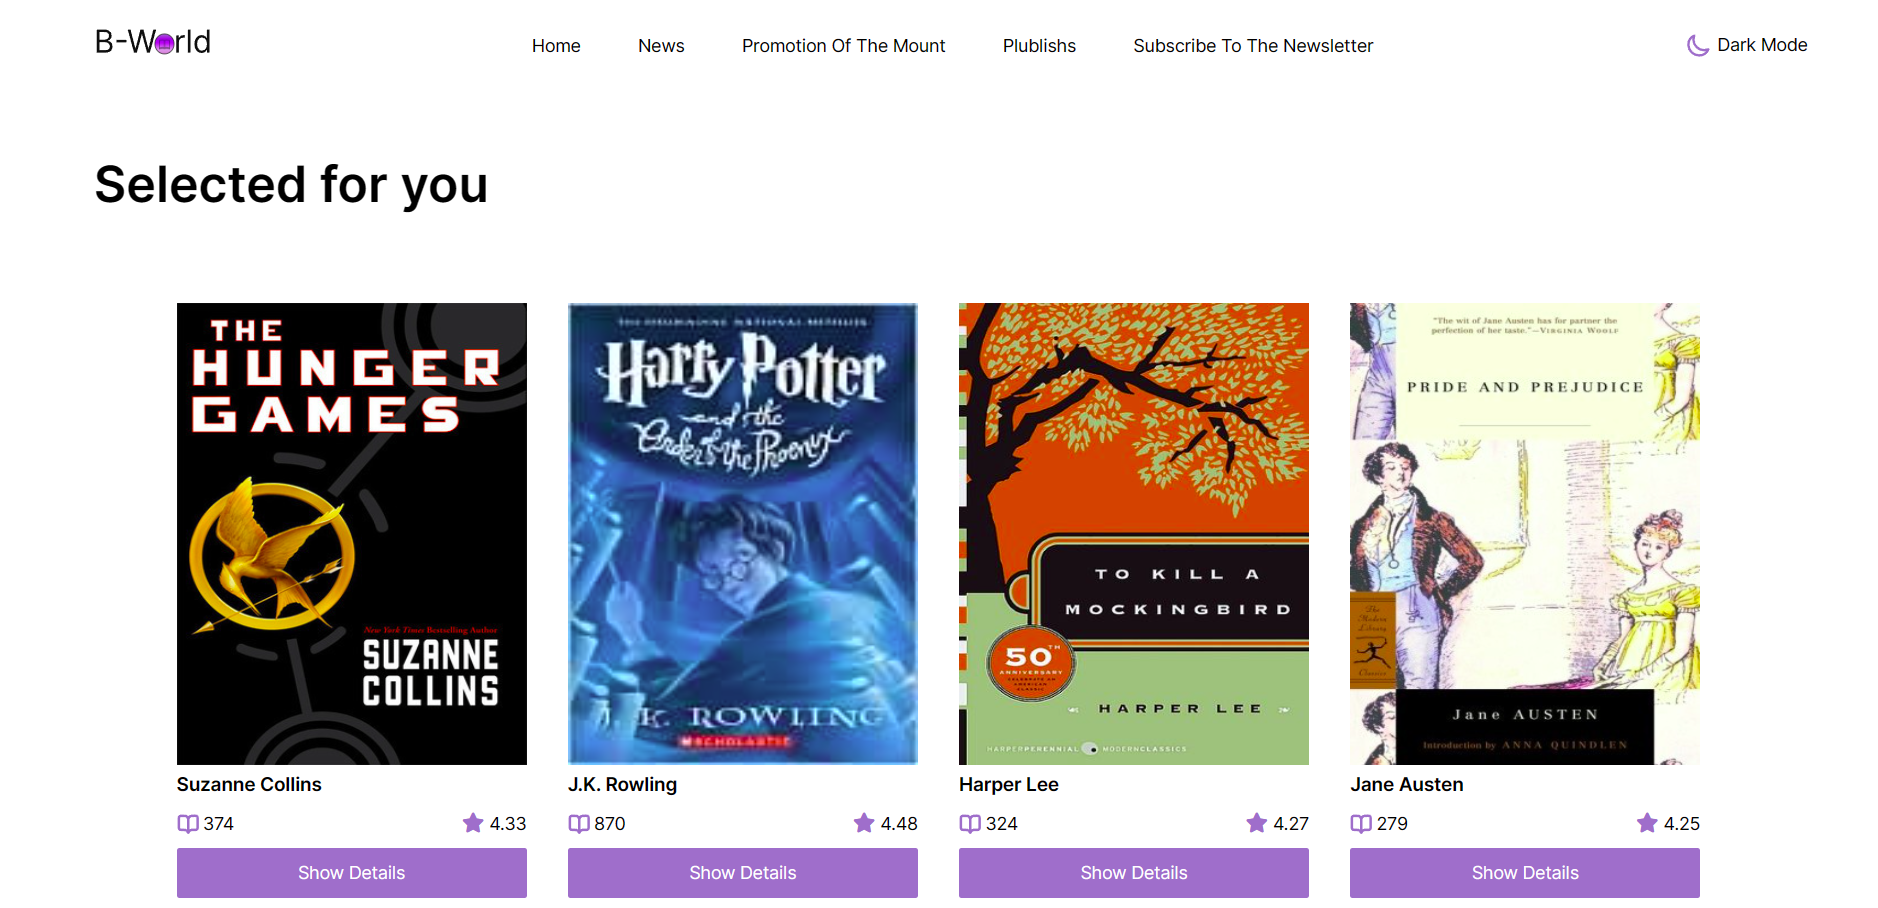 B-World
Home
News
Promotion Of The Mount
Plublishs
Subscribe To The Newsletter
Dark Mode
Selected for you
THE
HUNGER
GAMES
New York Times Bestselling Author
SUZANNE
COLLINS
Suzanne Collins
374
4.33
Show Details
Harry Potter
and the
Order of the Phoenix
J. K. ROWLING
SCHOLASTIC
J.K. Rowling
870
4.48
Show Details
TO KILL A
MOCKINGBIRD
50TH
ANNIVERSARY
HARPER LEE
HARPERPERENNIAL MODERNCLASSICS
Harper Lee
324
4.27
Show Details
"The wit of Jane Austen has for partner the
perfection of her taste."—VIRGINIA WOOLF
PRIDE AND PREJUDICE
The
Modern
Library
Classics
Jane AUSTEN
Introduction by ANNA QUINDLEN
Jane Austen
279
4.25
Show Details